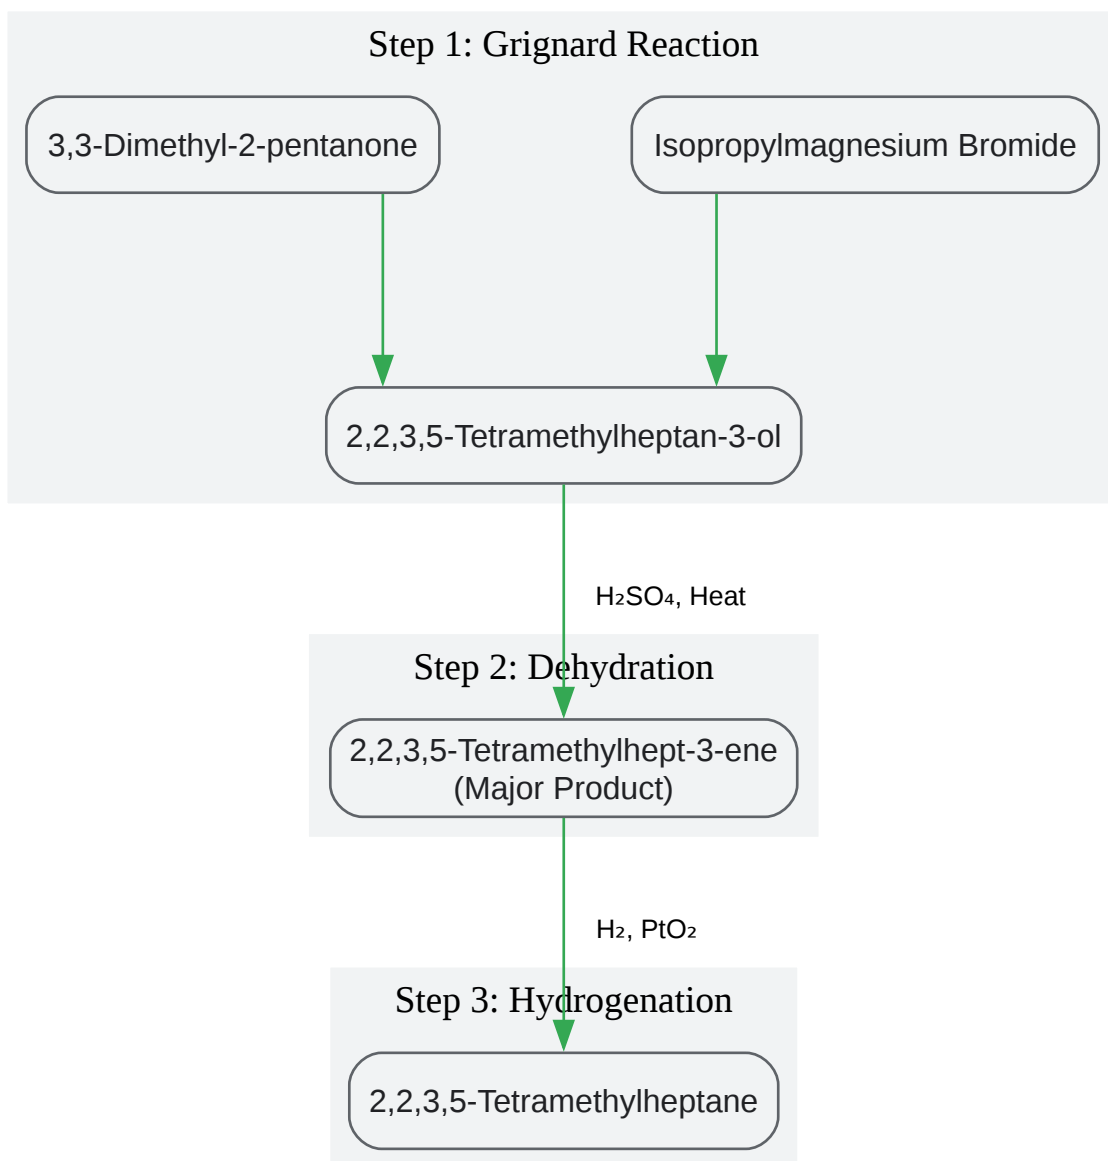 Step 1: Grignard Reaction
3,3-Dimethyl-2-pentanone
Isopropylmagnesium Bromide
2,2,3,5-Tetramethylheptan-3-ol
H₂SO₄, Heat
Step 2: Dehydration
2,2,3,5-Tetramethylhept-3-ene
(Major Product)
H₂, PtO₂
Step 3: Hydrogenation
2,2,3,5-Tetramethylheptane